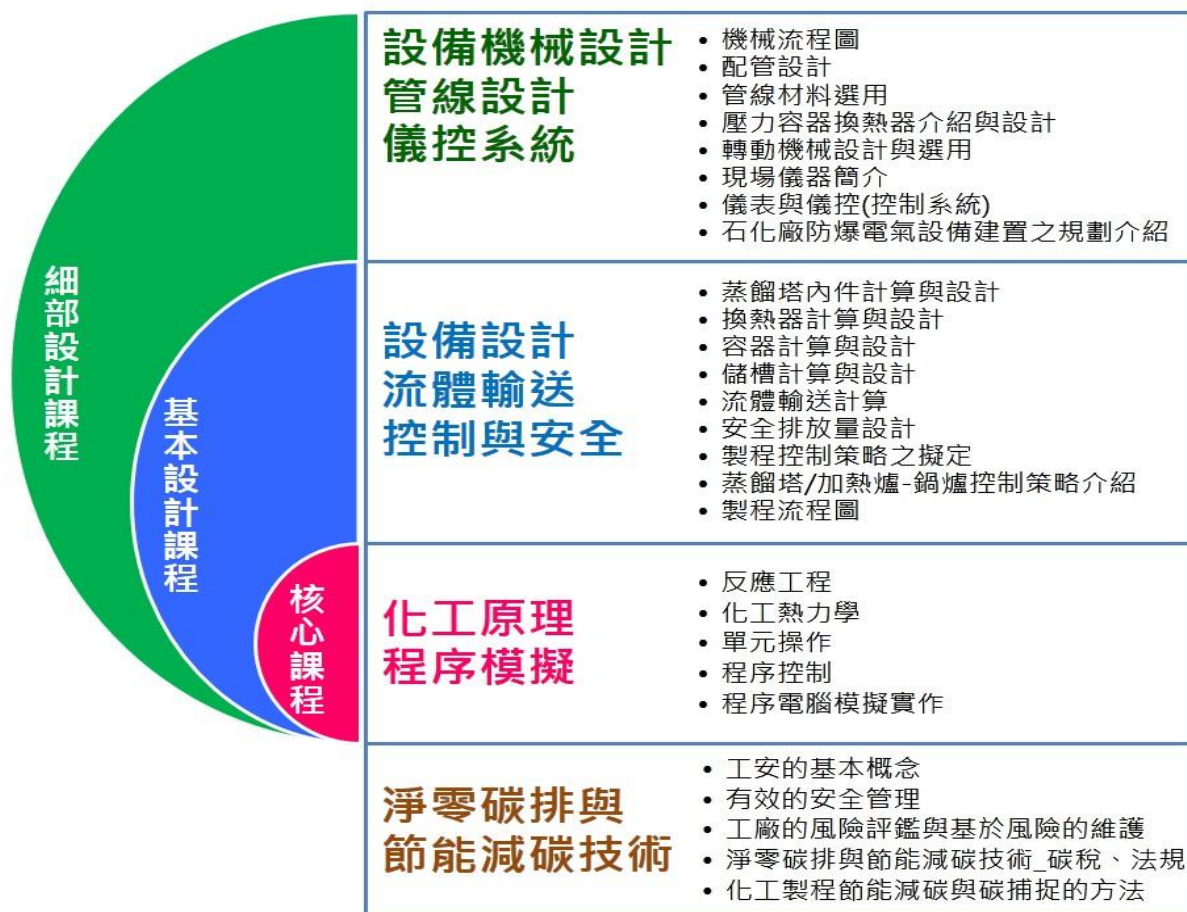 細部設計課程
設備機械設計
管線設計
儀控系統
• 機械流程圖
• 配管設計
• 管線材料選用
• 壓力容器換熱器介紹與設計
• 轉動機械設計與選用
• 現場儀器簡介
• 儀表與儀控(控制系統)
• 石化廠防爆電氣設備建置之規劃介紹
基本設計課程
設備設計
流體輸送
控制與安全
• 蒸餾塔內件計算與設計
• 換熱器計算與設計
• 容器計算與設計
• 儲槽計算與設計
• 流體輸送計算
• 安全排放量設計
• 製程控制策略之擬定
• 蒸餾塔/加熱爐-鍋爐控制策略介紹
• 製程流程圖
核心課程
化工原理
程序模擬
• 反應工程
• 化工熱力學
• 單元操作
• 程序控制
• 程序電腦模擬實作
淨零碳排與
節能減碳技術
• 工安的基本概念
• 有效的安全管理
• 工廠的風險評鑑與基於風險的維護
• 淨零碳排與節能減碳技術_碳稅、法規
• 化工製程節能減碳與碳捕捉的方法